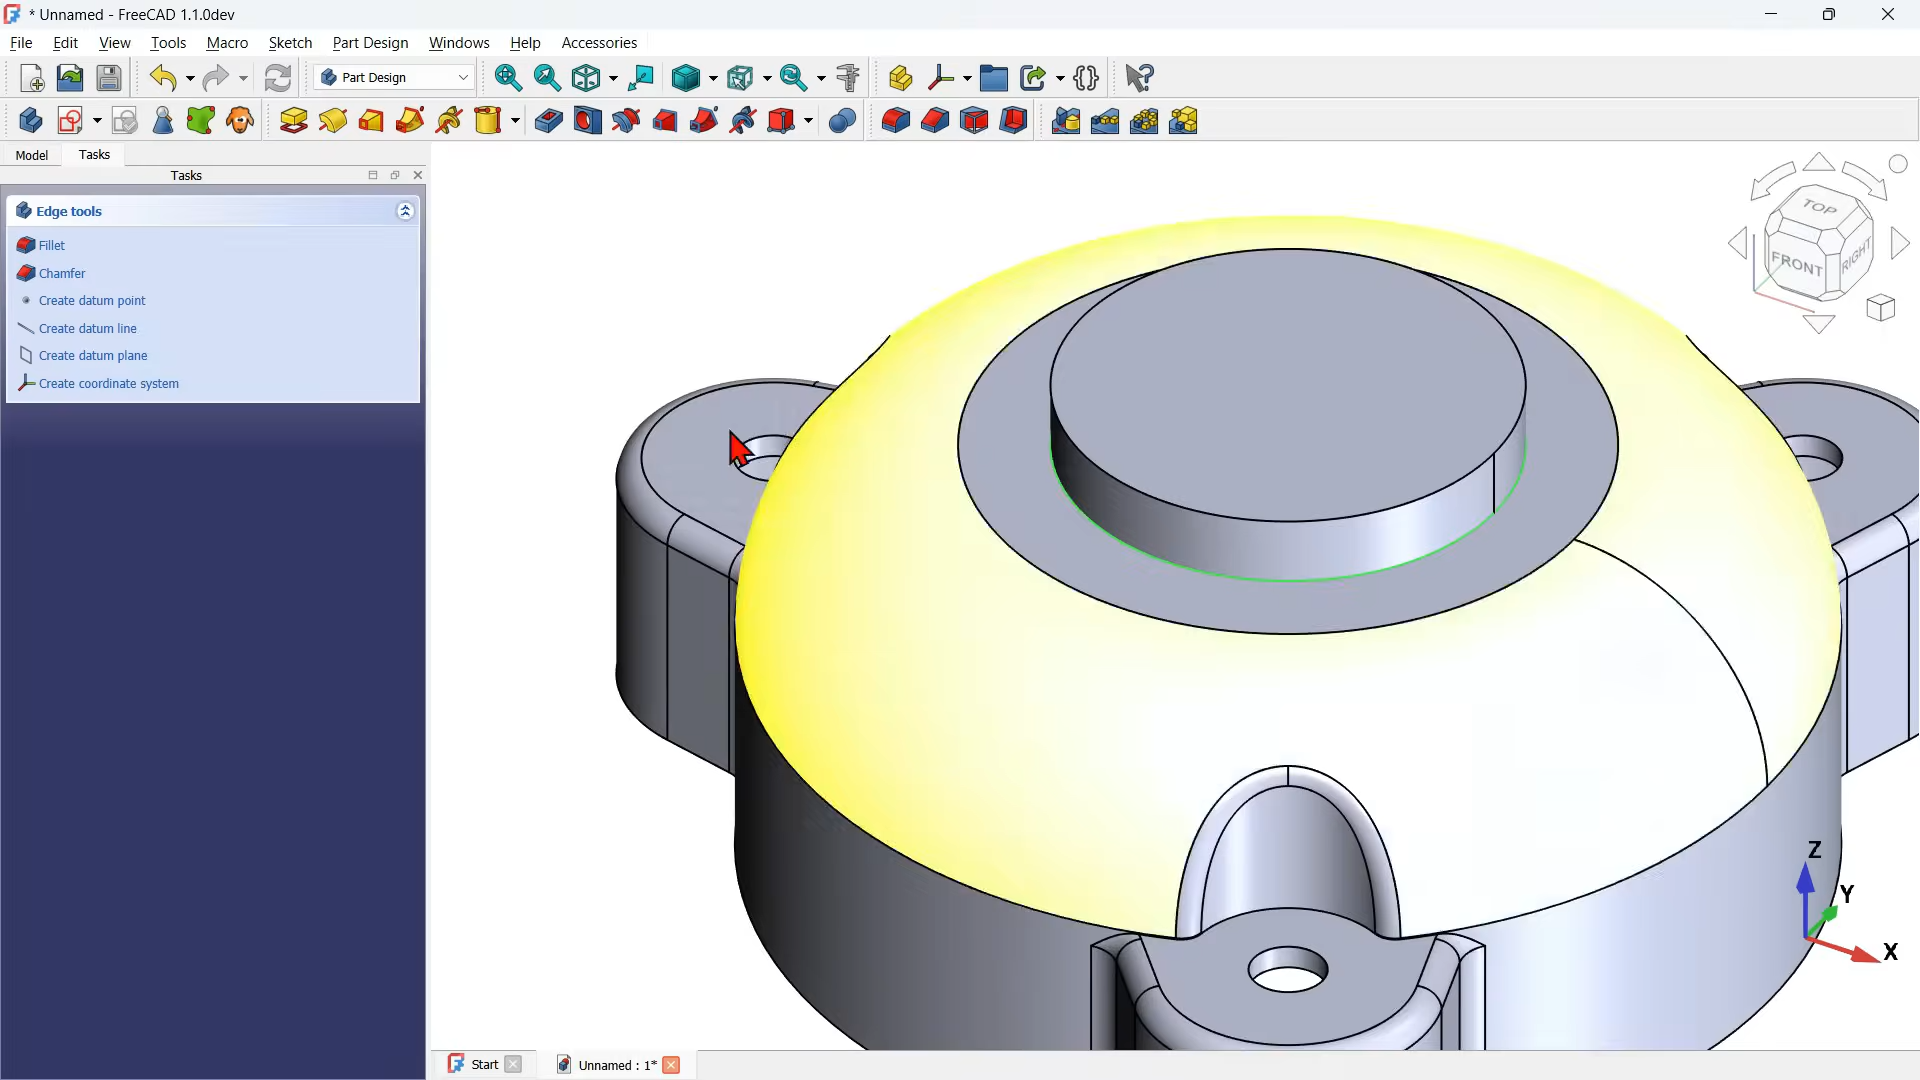 * Unnamed - FreeCAD 1.1.0dev
File Edit View Tools Macro Sketch Part Design Windows Help Accessories
Part Design
Model Tasks
Tasks
Edge tools
Fillet
Chamfer
Create datum point
Create datum line
Create datum plane
Create coordinate system
TOP
FRONT
RIGHT
Z
Y
X
Start
Unnamed : 1*